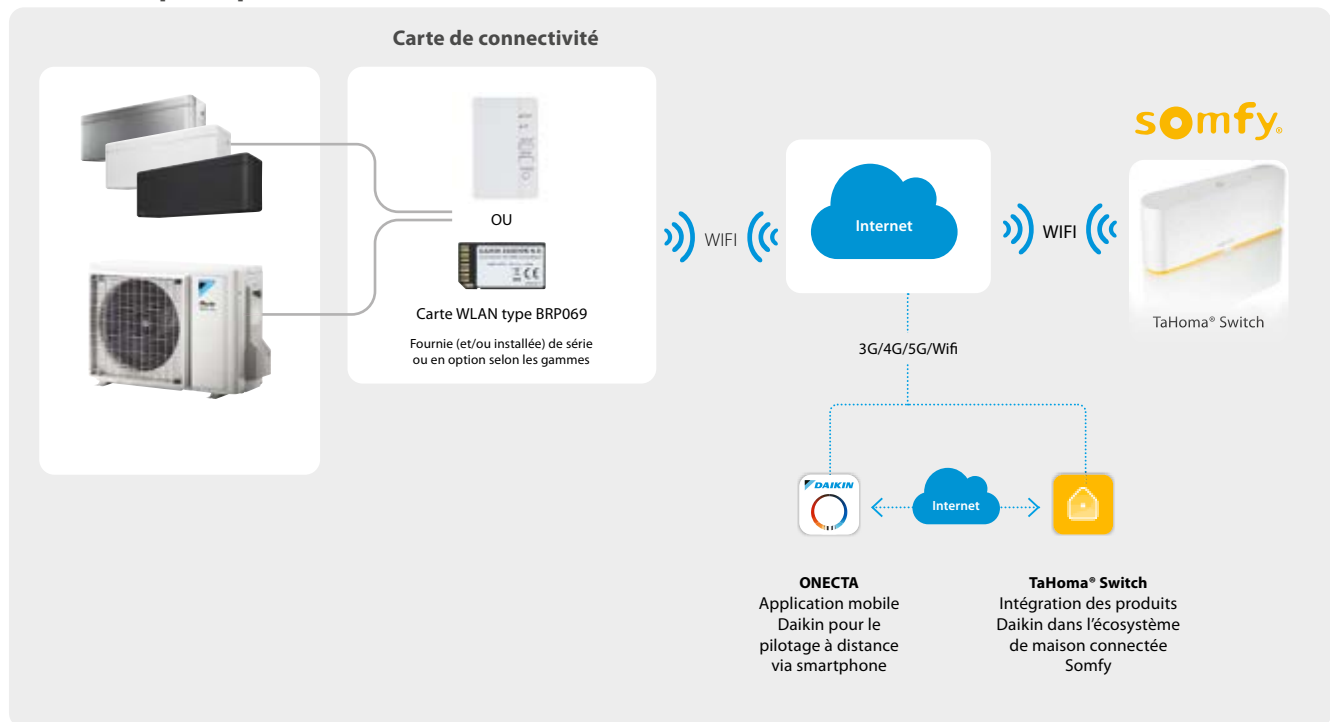 Carte de connectivité
OU
Carte WLAN type BRP069
Fournie (et/ou installée) de série
ou en option selon les gammes
WIFI
Internet
WIFI
somfy®
TaHoma® Switch
3G/4G/5G/Wifi
DAIKIN
Internet
ONECTA
Application mobile
Daikin pour le
pilotage à distance
via smartphone
TaHoma® Switch
Intégration des produits
Daikin dans l'écosystème
de maison connectée
Somfy